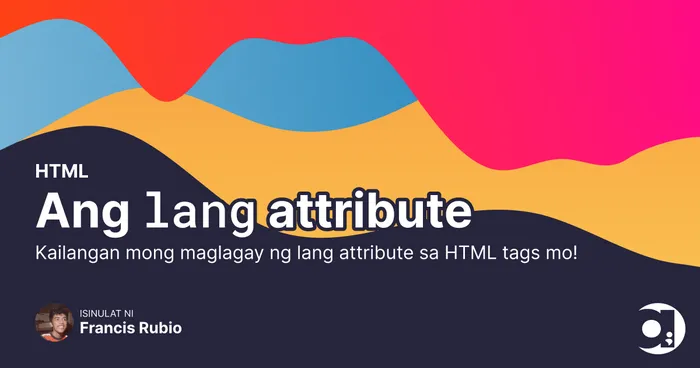 HTML
Ang lang attribute
Kailangan mong maglagay ng lang attribute sa HTML tags mo!
ISINULAT NI
Francis Rubio